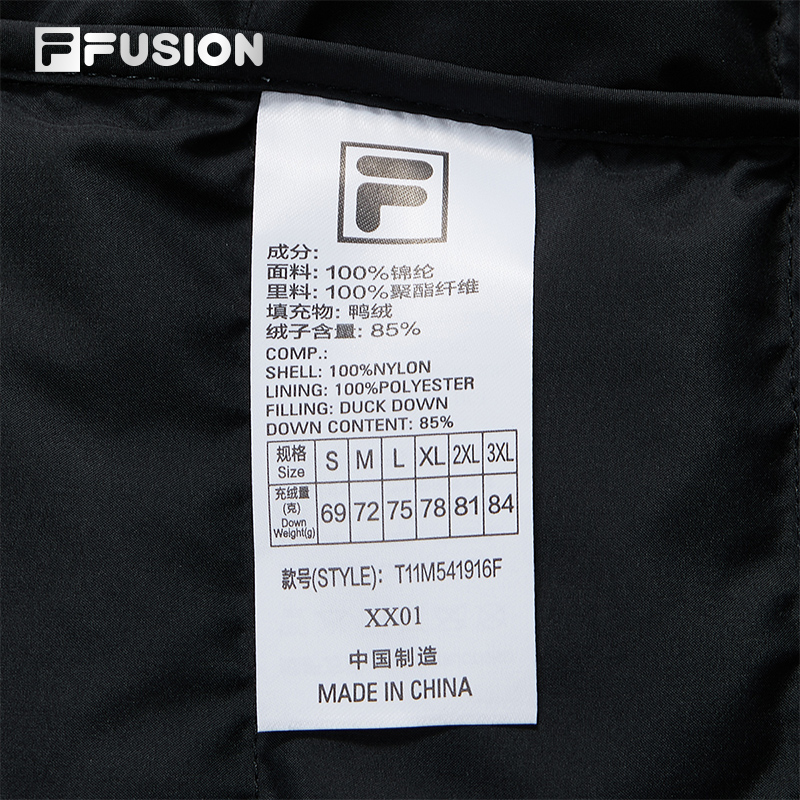 FUSION
成分:
面料: 100%锦纶
里料: 100%聚酯纤维
填充物: 鸭绒
绒子含量: 85%
COMP.:
SHELL: 100%NYLON
LINING: 100%POLYESTER
FILLING: DUCK DOWN
DOWN CONTENT: 85%
规格 Size S M L XL 2XL 3XL
充绒量 (克) Down Weight(g) 69 72 75 78 81 84
款号(STYLE): T11M541916F
XX01
中国制造
MADE IN CHINA